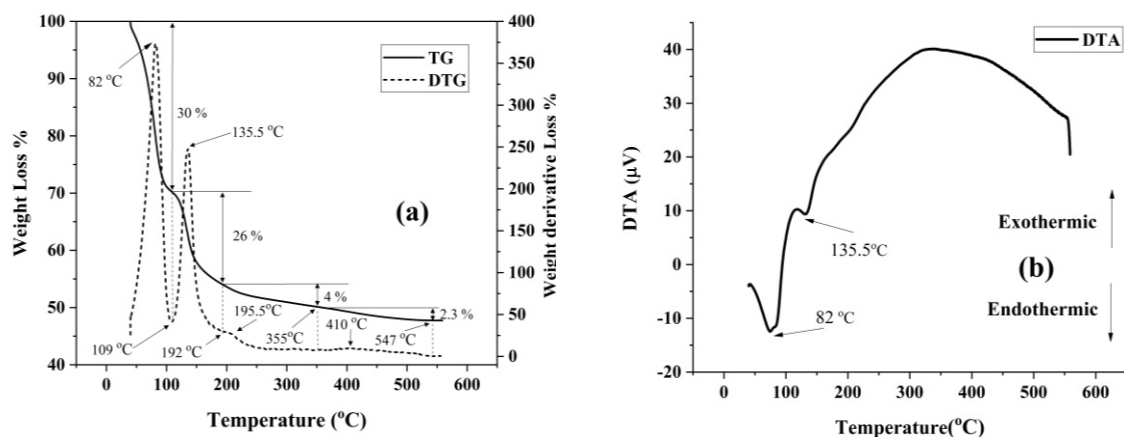 100
90
80
70
60
50
40
Weight Loss %
0 100 200 300 400 500 600
Temperature (°C)
400
350
300
250
200
150
100
50
0
Weight derivative Loss %
TG
DTG
82 °C
30 %
135.5 °C
(a)
26 %
4 %
2.3 %
109 °C
192 °C
195.5°C
355°C
410°C
547 °C
40
30
20
10
0
-10
-20
DTA (μV)
0 100 200 300 400 500 600
Temperature(°C)
DTA
135.5°C
Exothermic
(b)
82 °C
Endothermic